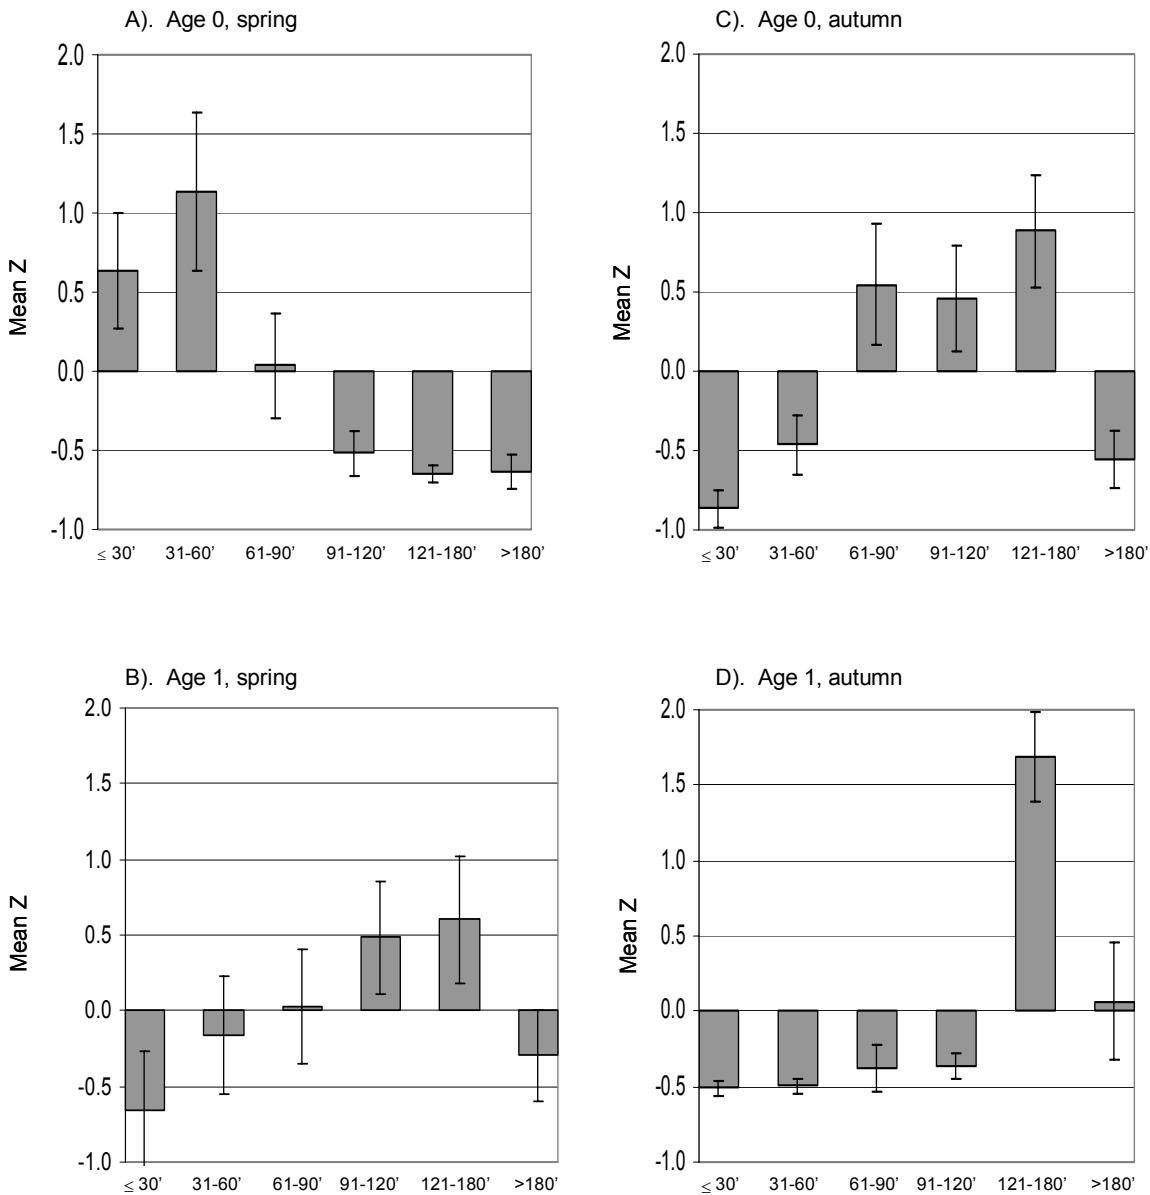 A). Age 0, spring
2.0
1.5
1.0
0.5
0.0
-0.5
-1.0
Mean Z
≤ 30' 31-60' 61-90' 91-120' 121-180' >180'
C). Age 0, autumn
2.0
1.5
1.0
0.5
0.0
-0.5
-1.0
Mean Z
≤ 30' 31-60' 61-90' 91-120' 121-180' >180'
B). Age 1, spring
2.0
1.5
1.0
0.5
0.0
-0.5
-1.0
Mean Z
≤ 30' 31-60' 61-90' 91-120' 121-180' >180'
D). Age 1, autumn
2.0
1.5
1.0
0.5
0.0
-0.5
-1.0
Mean Z
≤ 30' 31-60' 61-90' 91-120' 121-180' >180'